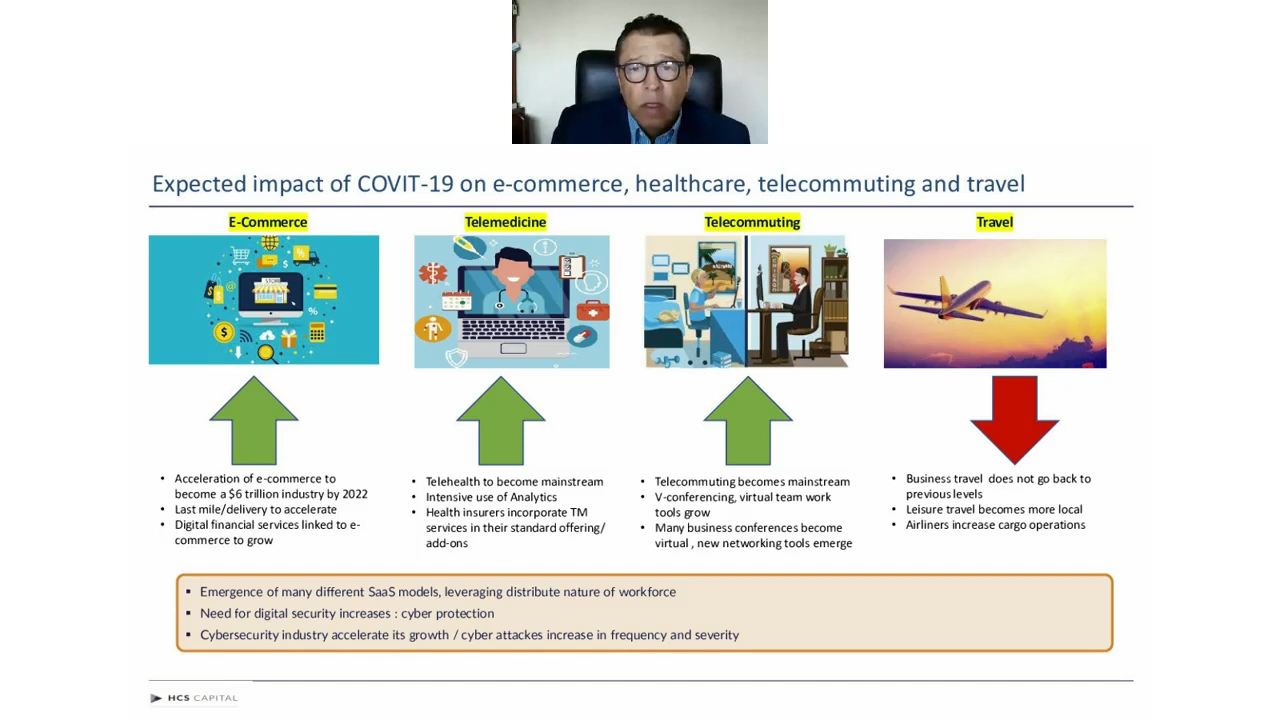 Expected impact of COVIT-19 on e-commerce, healthcare, telecommuting and travel
E-Commerce
Telemedicine
Telecommuting
Travel
STORE
• Acceleration of e-commerce to
become a $6 trillion industry by 2022
• Last mile/delivery to accelerate
• Digital financial services linked to e-
commerce to grow
• Telehealth to become mainstream
• Intensive use of Analytics
• Health insurers incorporate TM
services in their standard offering/
add-ons
• Telecommuting becomes mainstream
• V-conferencing, virtual team work
tools grow
• Many business conferences become
virtual , new networking tools emerge
• Business travel does not go back to
previous levels
• Leisure travel becomes more local
• Airliners increase cargo operations
▪ Emergence of many different SaaS models, leveraging distribute nature of workforce
▪ Need for digital security increases : cyber protection
▪ Cybersecurity industry accelerate its growth / cyber attackes increase in frequency and severity
HCS CAPITAL